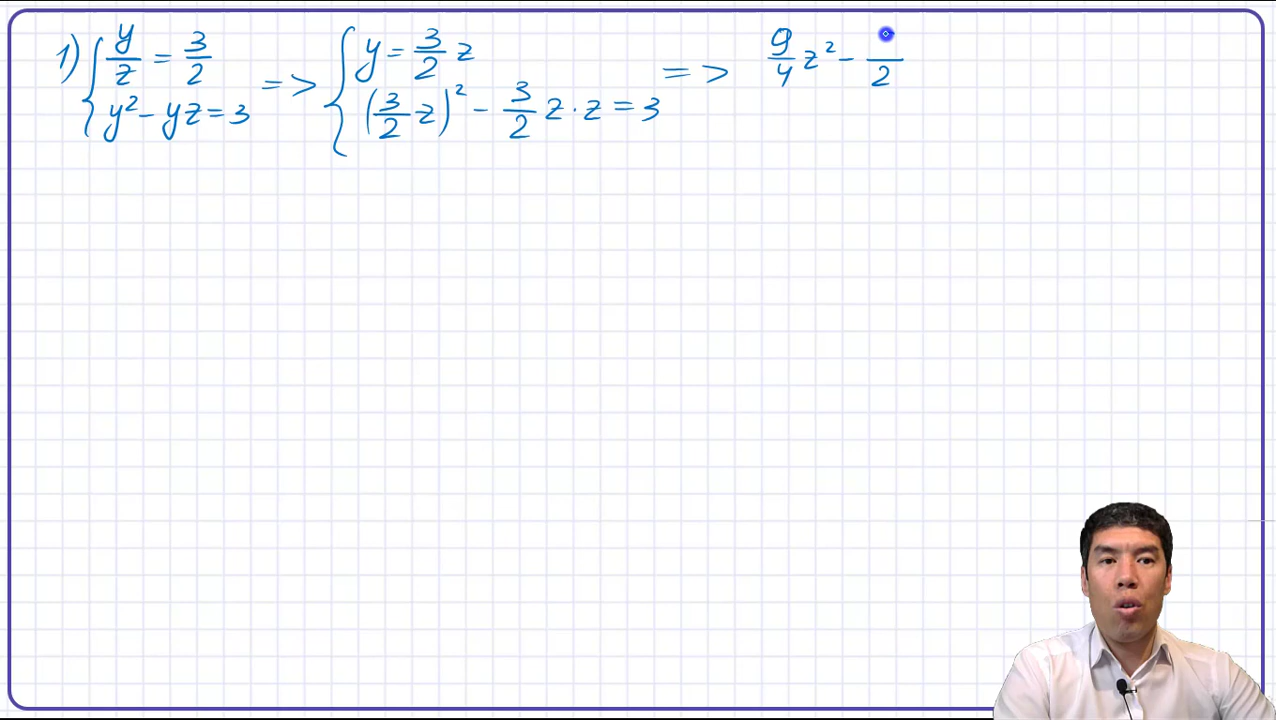 1) { y/z = 3/2 => { y = 3/2 z
y² - yz = 3
(3/2 z)² - 3/2 z · z = 3 => 9/4 z² - /2